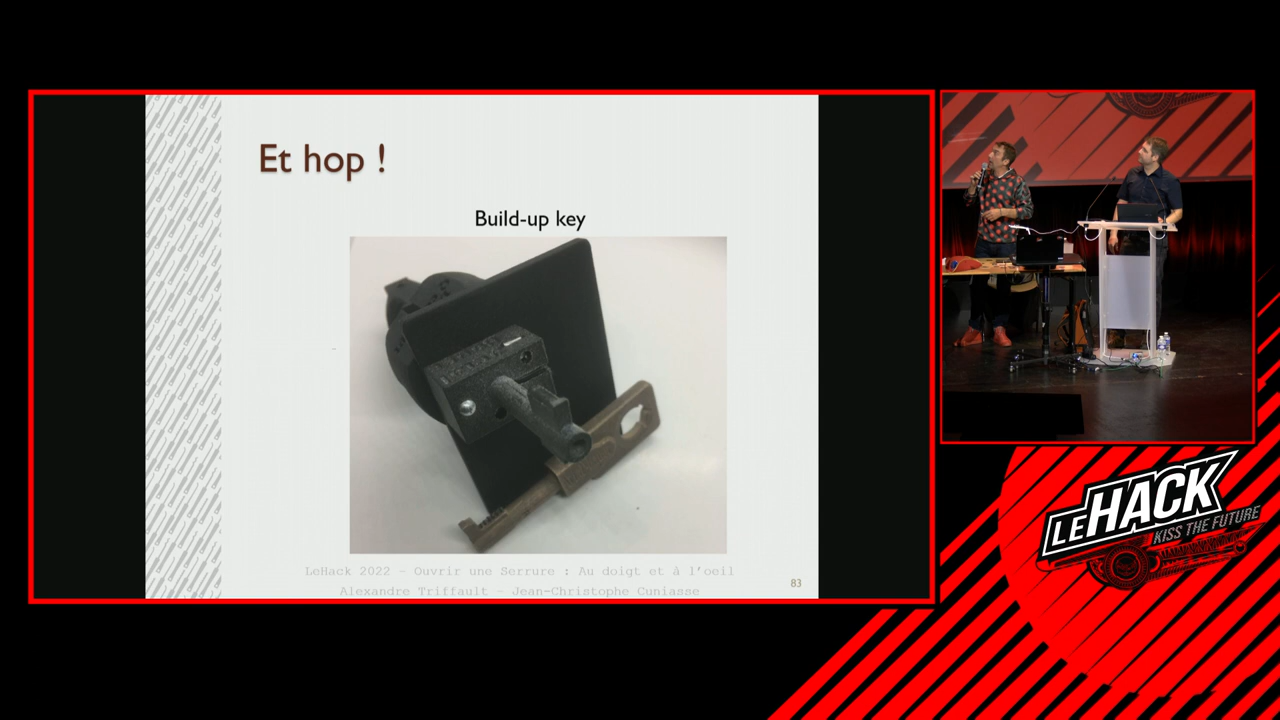 Et hop !
Build-up key
LeHack 2022 – Ouvrir une Serrure : Au doigt et à l'oeil
Alexandre Triffault – Jean-Christophe Cuniasse
83
LEHACK
KISS THE FUTURE